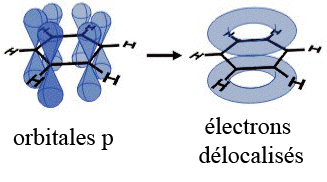 H H H H
H H
H H H H
H H
orbitales p
électrons
délocalisés